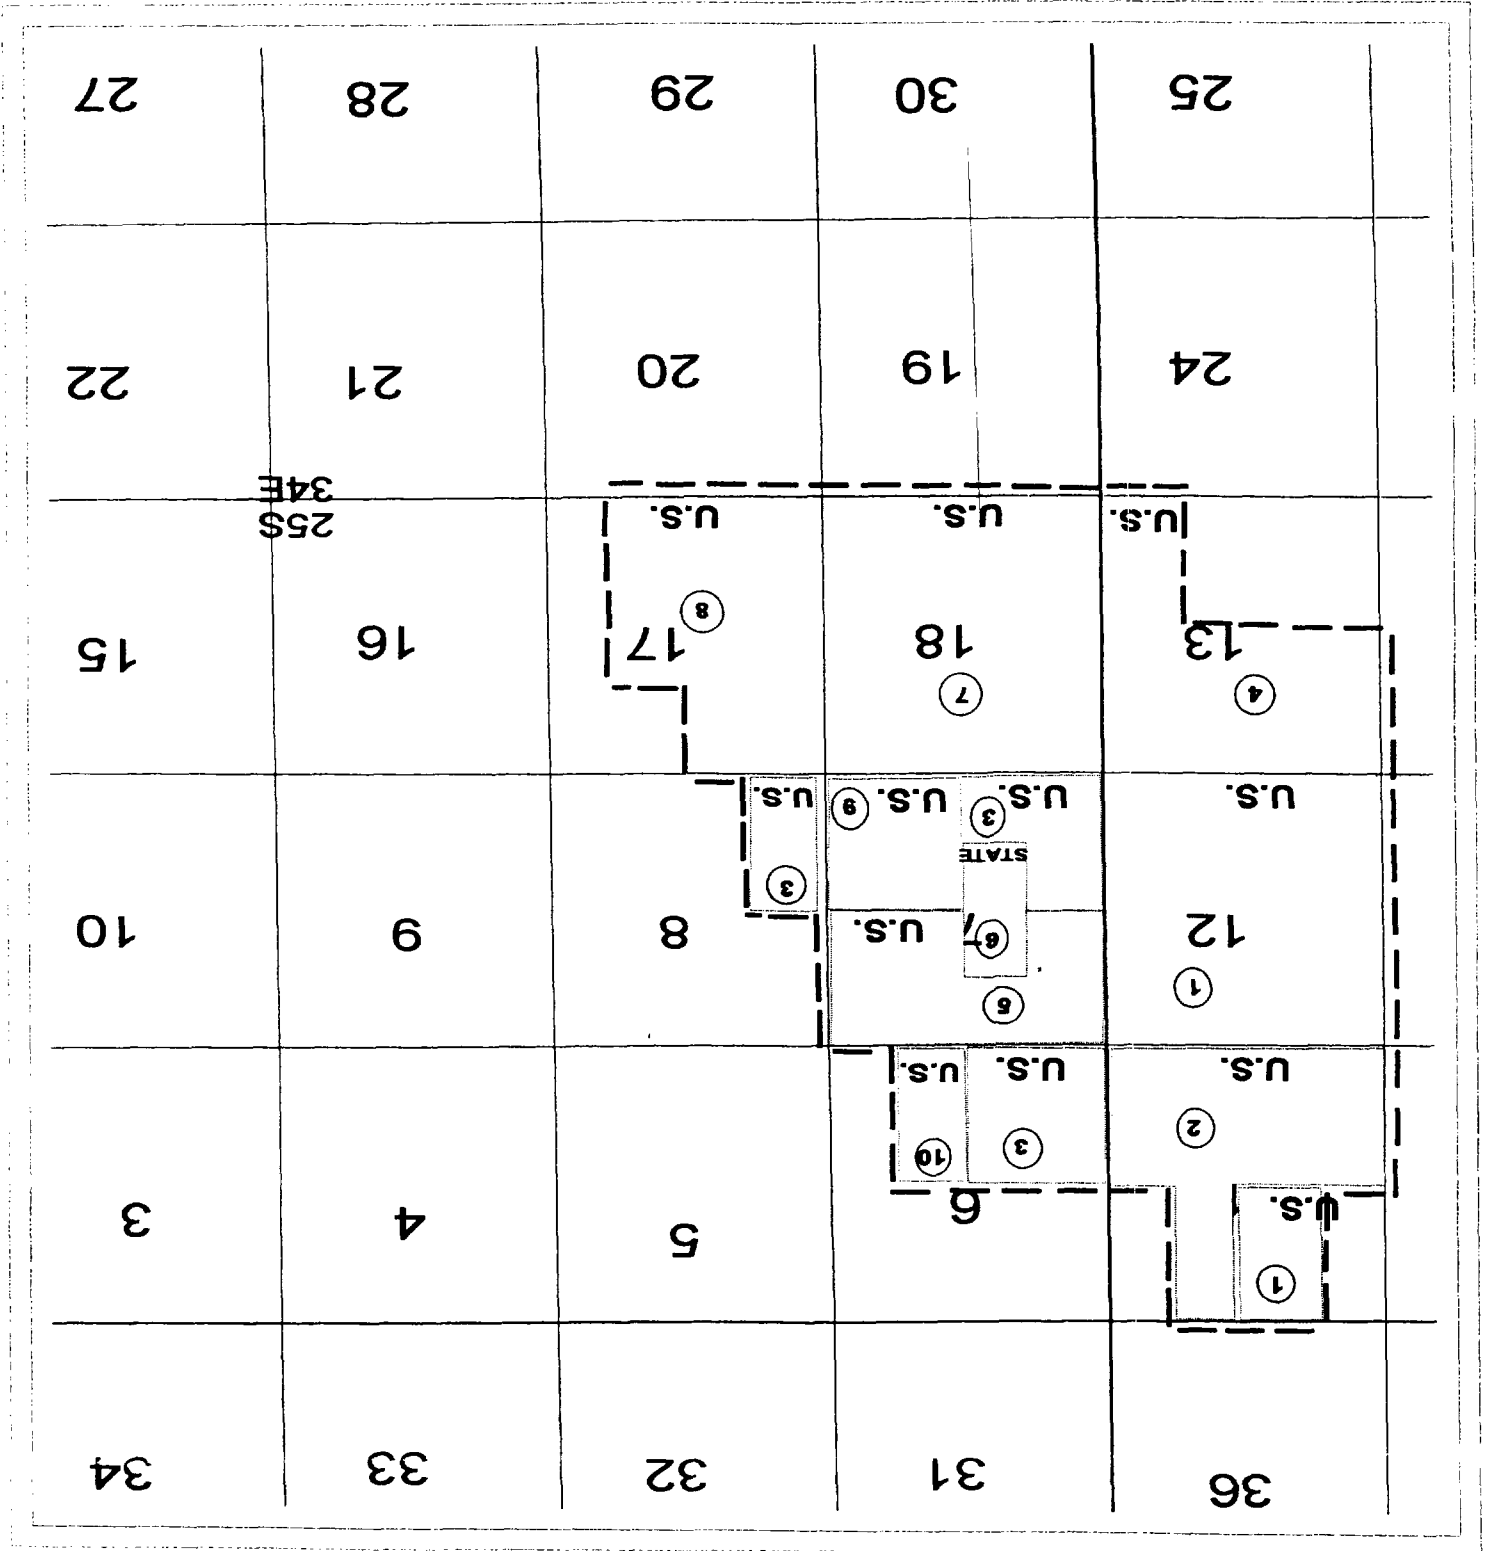 36 31 32 33 34
1
U.S. 6 5 4 3
2 3 10
U.S. U.S. U.S.
1 5
12 6 7 U.S. 8 9 10
3
STATE
3 9
U.S. U.S. U.S. U.S.
4 7
13 18 17 16 15
8
U.S. U.S. U.S. 25S
34E
24 19 20 21 22
25 30 29 28 27